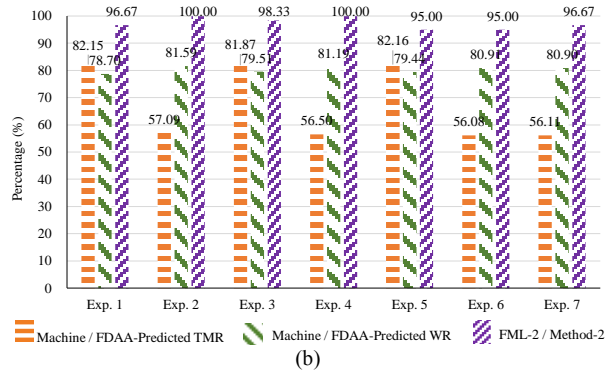 96.67 100.00 98.33 100.00 95.00 95.00 96.67
100
82.15 78.70 81.59 81.87 79.51 81.19 82.16 79.44 80.91 80.90
80
90
70
57.09 56.50 56.08 56.11
60
50
40
30
20
10
0
Percentage (%)
Exp. 1 Exp. 2 Exp. 3 Exp. 4 Exp. 5 Exp. 6 Exp. 7
Machine / FDAA-Predicted TMR Machine / FDAA-Predicted WR FML-2 / Method-2
(b)